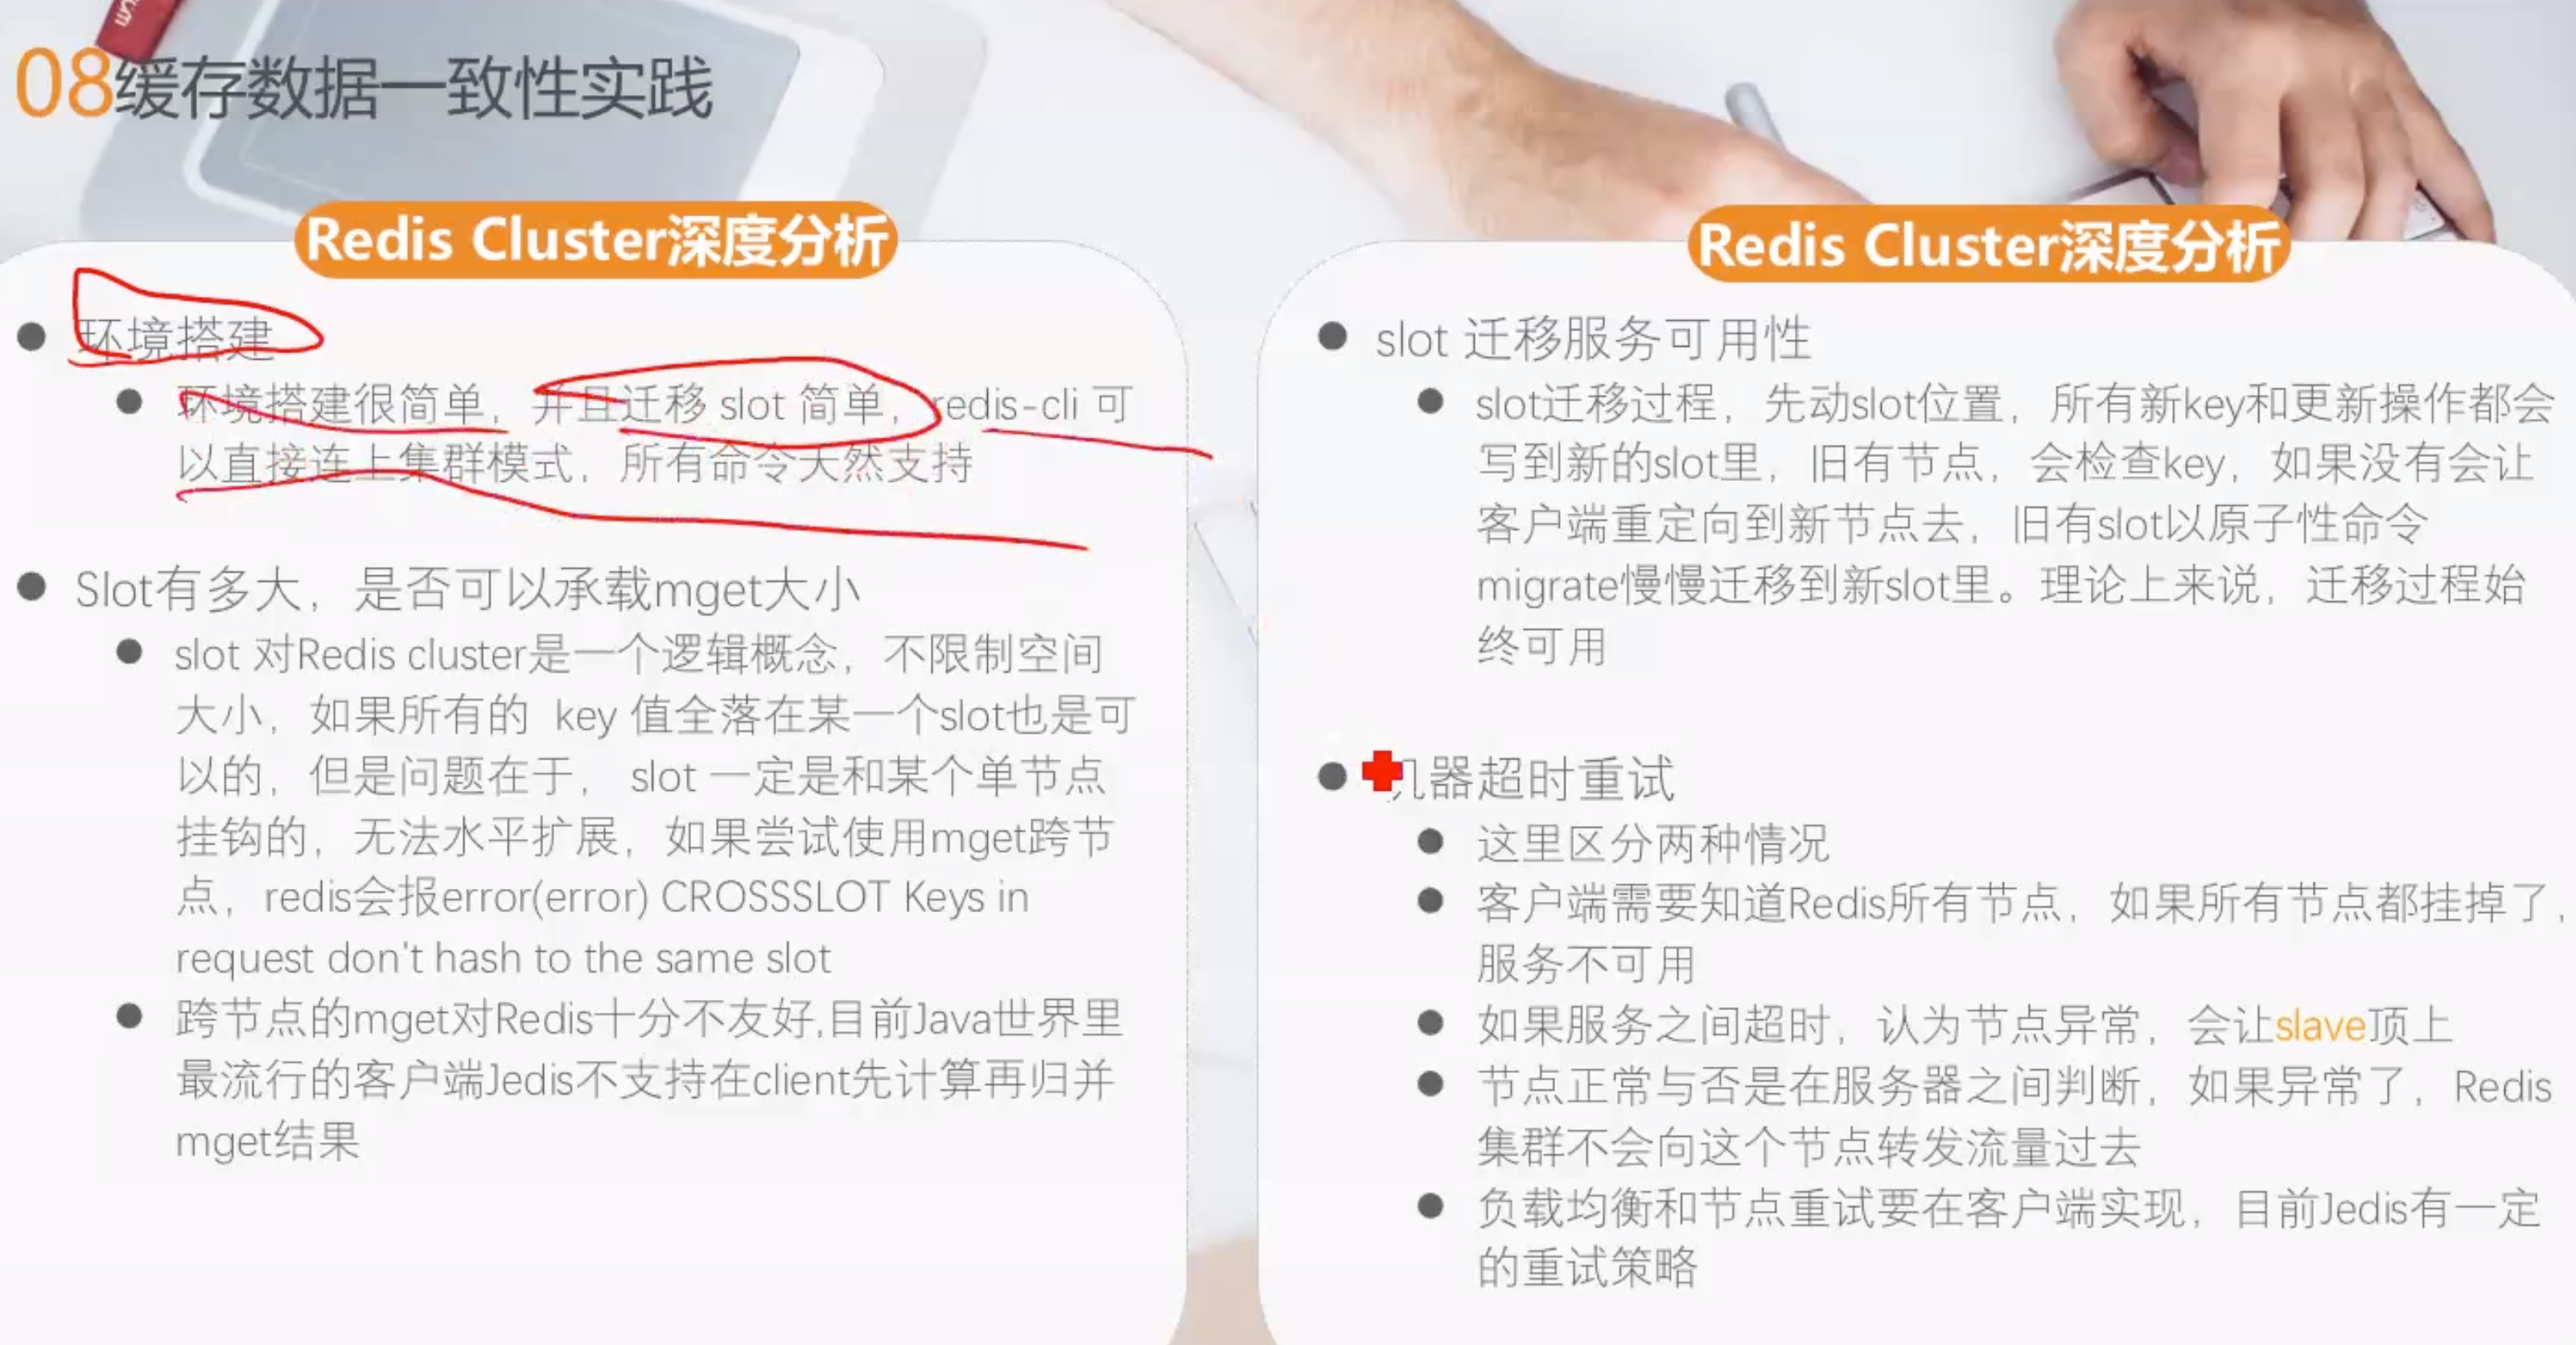 08缓存数据一致性实践
Redis Cluster深度分析
环境搭建
环境搭建很简单，并且迁移 slot 简单，redis-cli 可
以直接连上集群模式，所有命令天然支持
Slot有多大，是否可以承载mget大小
slot 对Redis cluster是一个逻辑概念，不限制空间
大小，如果所有的 key 值全落在某一个slot也是可
以的，但是问题在于， slot 一定是和某个单节点
挂钩的，无法水平扩展，如果尝试使用mget跨节
点，redis会报error(error) CROSSSLOT Keys in
request don't hash to the same slot
跨节点的mget对Redis十分不友好,目前Java世界里
最流行的客户端Jedis不支持在client先计算再归并
mget结果
Redis Cluster深度分析
slot 迁移服务可用性
slot迁移过程，先动slot位置，所有新key和更新操作都会
写到新的slot里，旧有节点，会检查key，如果没有会让
客户端重定向到新节点去，旧有slot以原子性命令
migrate慢慢迁移到新slot里。理论上来说，迁移过程始
终可用
机器超时重试
这里区分两种情况
客户端需要知道Redis所有节点，如果所有节点都挂掉了，
服务不可用
如果服务之间超时，认为节点异常，会让slave顶上
节点正常与否是在服务器之间判断，如果异常了，Redis
集群不会向这个节点转发流量过去
负载均衡和节点重试要在客户端实现，目前Jedis有一定
的重试策略